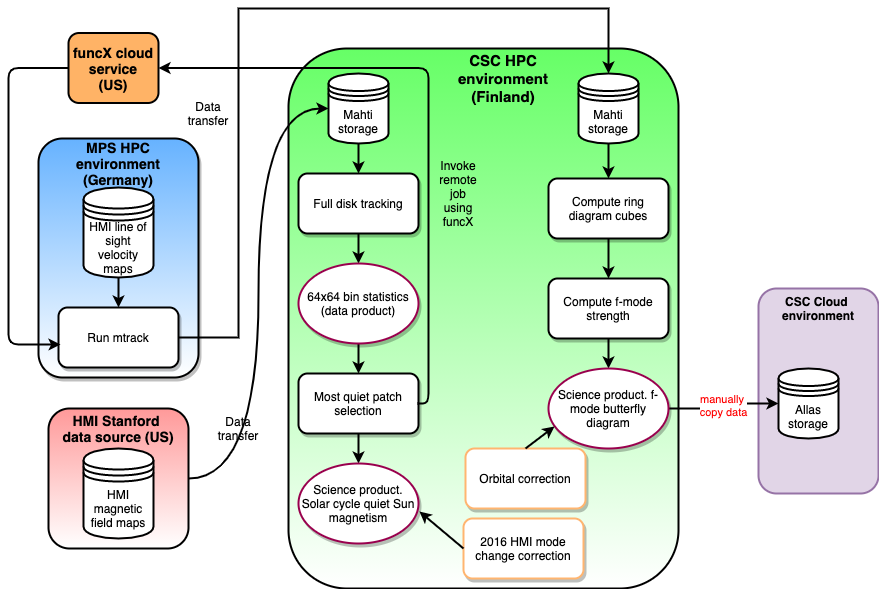 funcX cloud
service
(US)
Data
transfer
MPS HPC
environment
(Germany)
HMI line of
sight
velocity
maps
Run mtrack
HMI Stanford
data source (US)
HMI
magnetic
field maps
Data
transfer
CSC HPC
environment
(Finland)
Mahti
storage
Full disk tracking
64x64 bin statistics
(data product)
Most quiet patch
selection
Science product.
Solar cycle quiet Sun
magnetism
Invoke
remote
job
using
funcX
Mahti
storage
Compute ring
diagram cubes
Compute f-mode
strength
Science product. f-
mode butterfly
diagram
Orbital correction
2016 HMI mode
change correction
manually
copy data
CSC Cloud
environment
Allas
storage